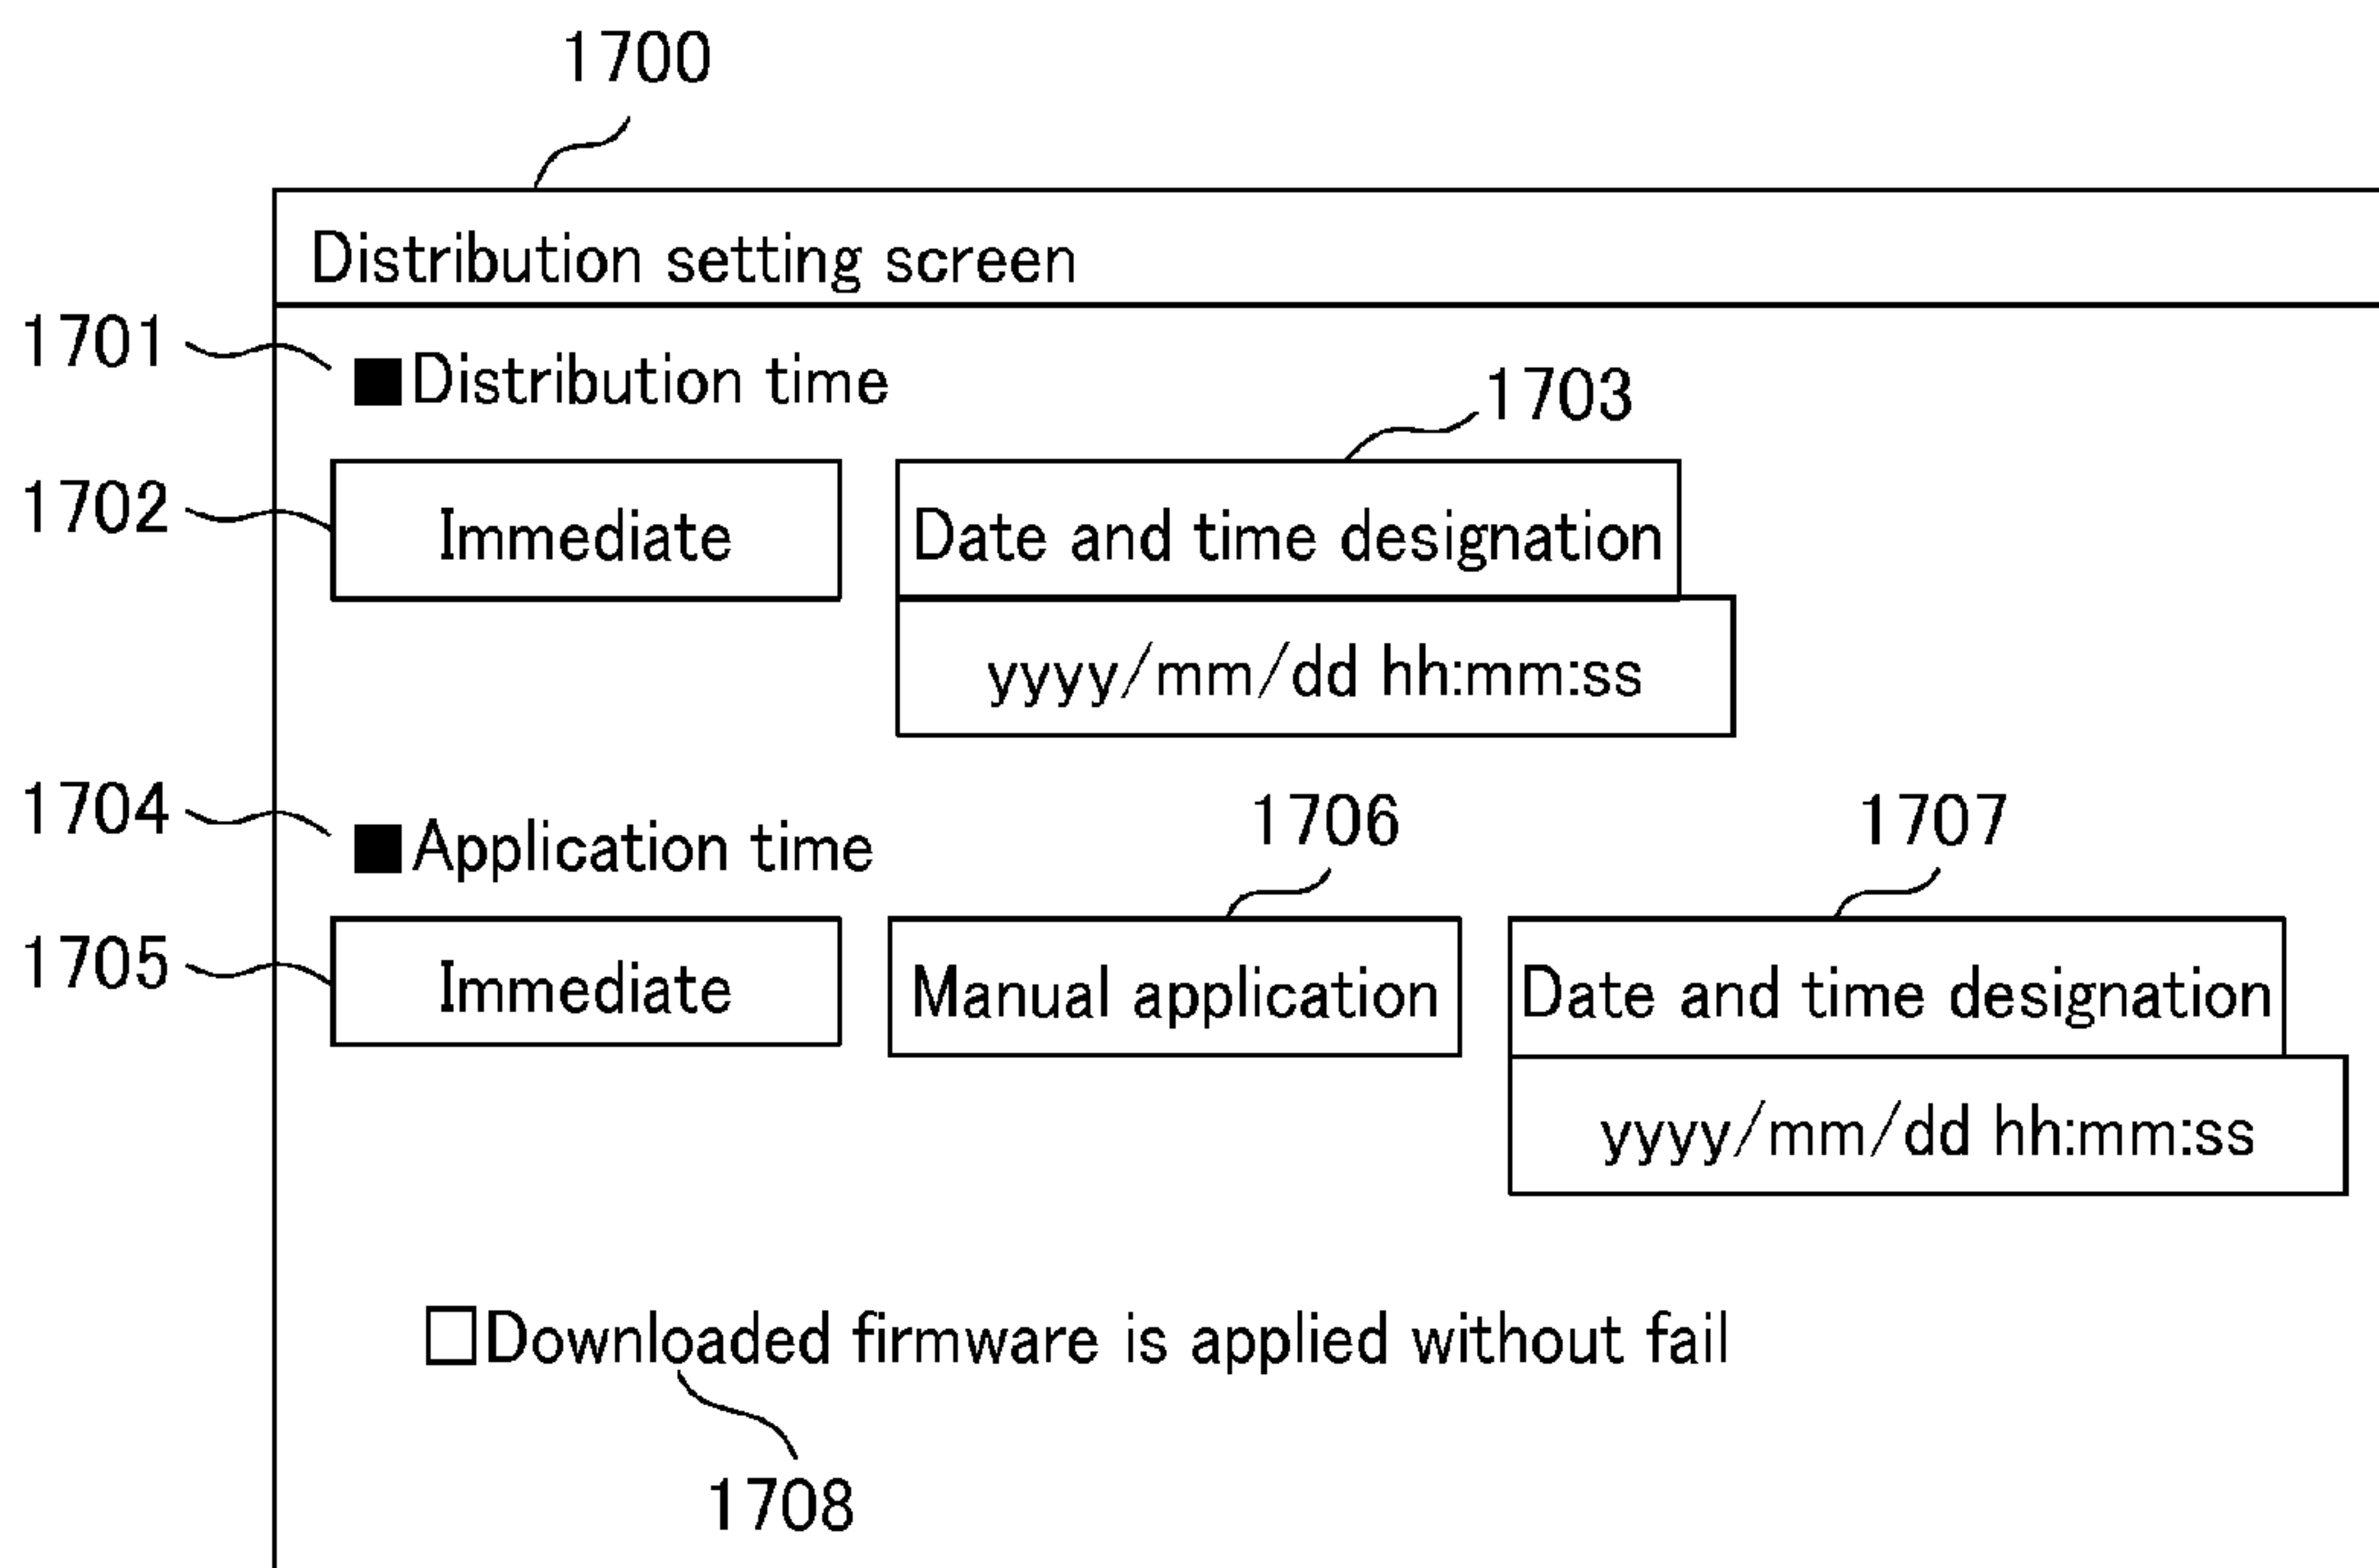 1700
Distribution setting screen
1701
■Distribution time
1703
1702
Immediate
Date and time designation
yyyy/mm/dd hh:mm:ss
1704
■Application time
1706
1707
1705
Immediate
Manual application
Date and time designation
yyyy/mm/dd hh:mm:ss
□Downloaded firmware is applied without fail
1708